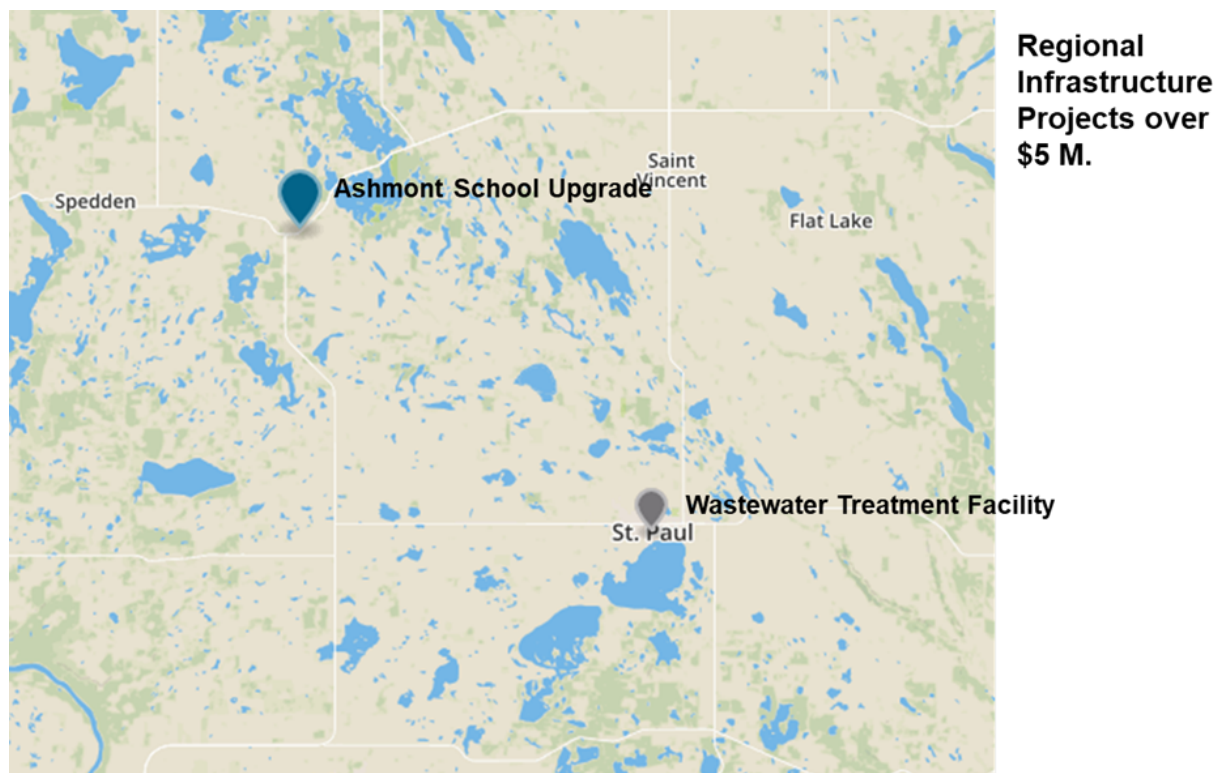 Regional
Infrastructure
Projects over
$5 M.
Saint
Vincent
Ashmont School Upgrade
Spedden
Flat Lake
Wastewater Treatment Facility
St. Paul